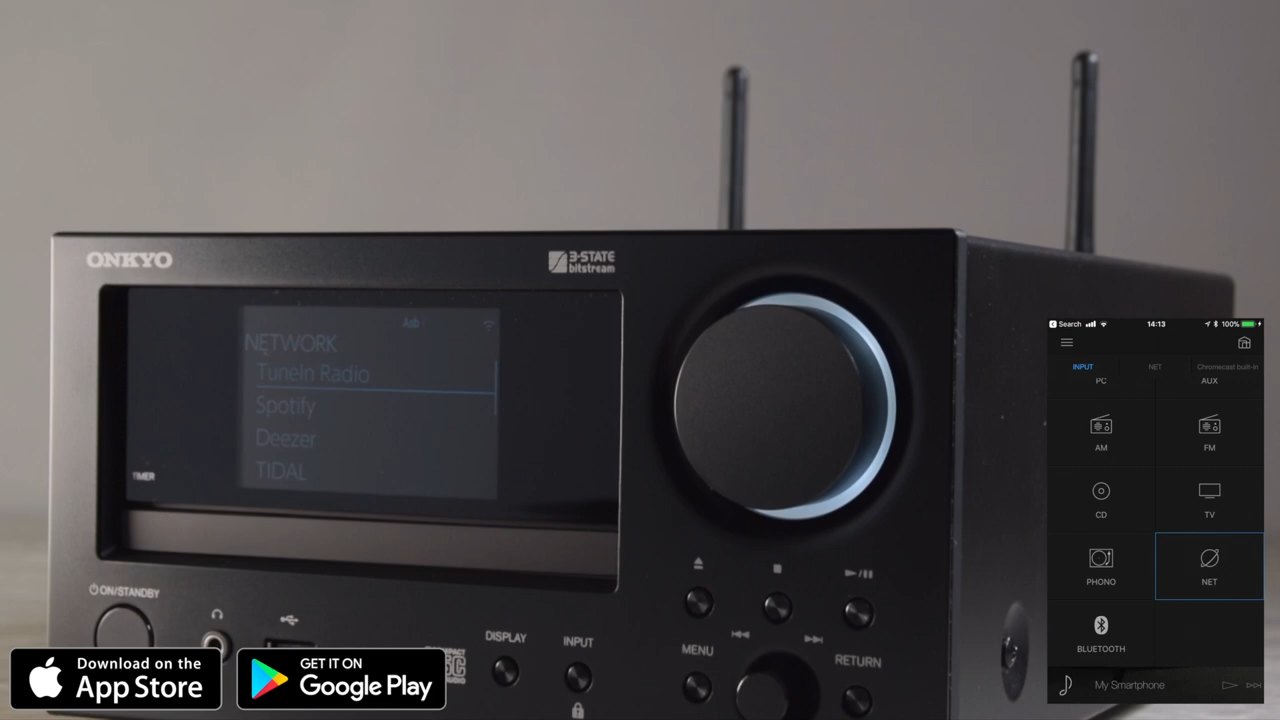 ONKYO
3-STATE
bitstream
Asb
NETWORK
TuneIn Radio
Spotify
Deezer
TIDAL
TIMER
ON/STANDBY
DISPLAY
INPUT
MENU
RETURN
Download on the
App Store
GET IT ON
Google Play
Search
14:13
100%
INPUT
NET
Chromecast built-in
PC
AUX
AM
FM
CD
TV
PHONO
NET
BLUETOOTH
My Smartphone